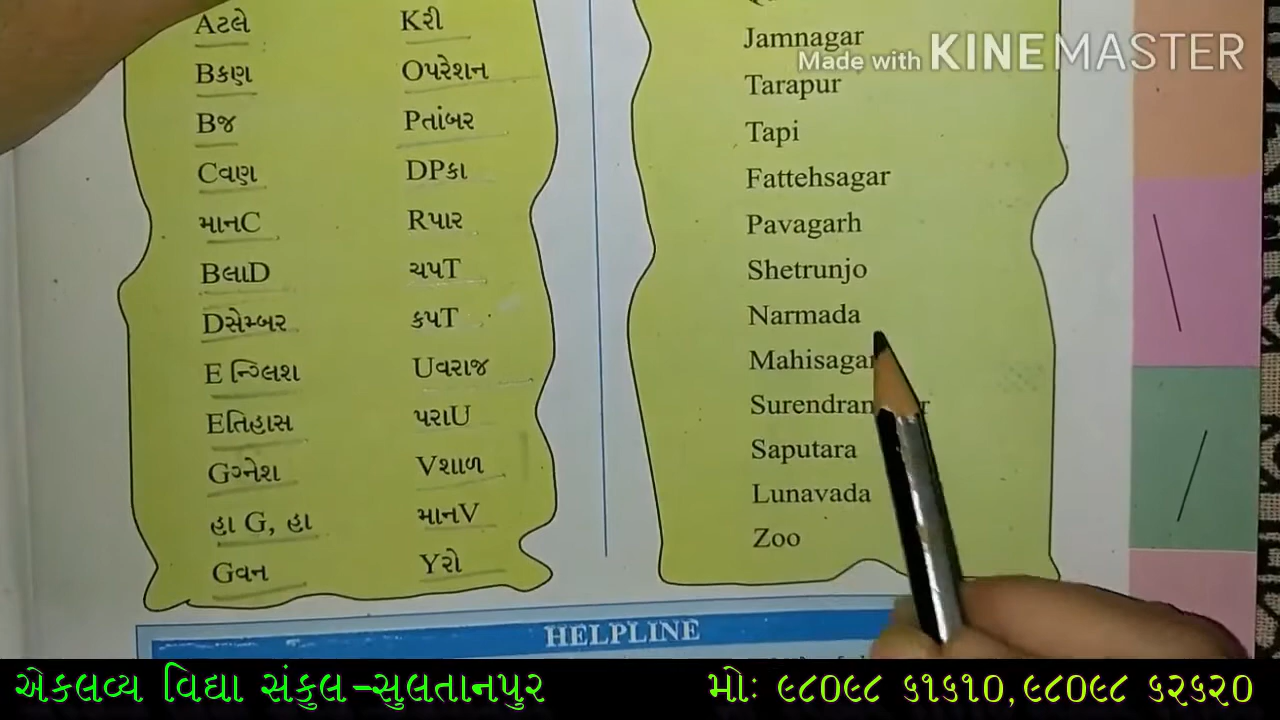 Aટલે
Bકણ
Bજ
Cવણ
માનC
BલાD
Dસેમ્બર
E ન્ગ્લિશ
Eતિહાસ
Gગ્નેશ
હા G, હા
Gવન
Kરી
Oપરેશન
Pતાંબર
DPકા
Rપાર
ચપT
કપT
Uવરાજ
પરાU
Vશાળ
માનV
Yરો
Jamnagar
Tarapur
Tapi
Fattehsagar
Pavagarh
Shetrunjo
Narmada
Mahisagar
Saputara
Lunavada
Zoo
Made with KINEMASTER
HELPLINE
એકલવ્ય વિદ્યા સંકુલ-સુલતાનપુર
મોઃ ૯૮૦૯૮ ૬૧૬૧૦,૯૮૦૯૮ ૬૨૬૨૦